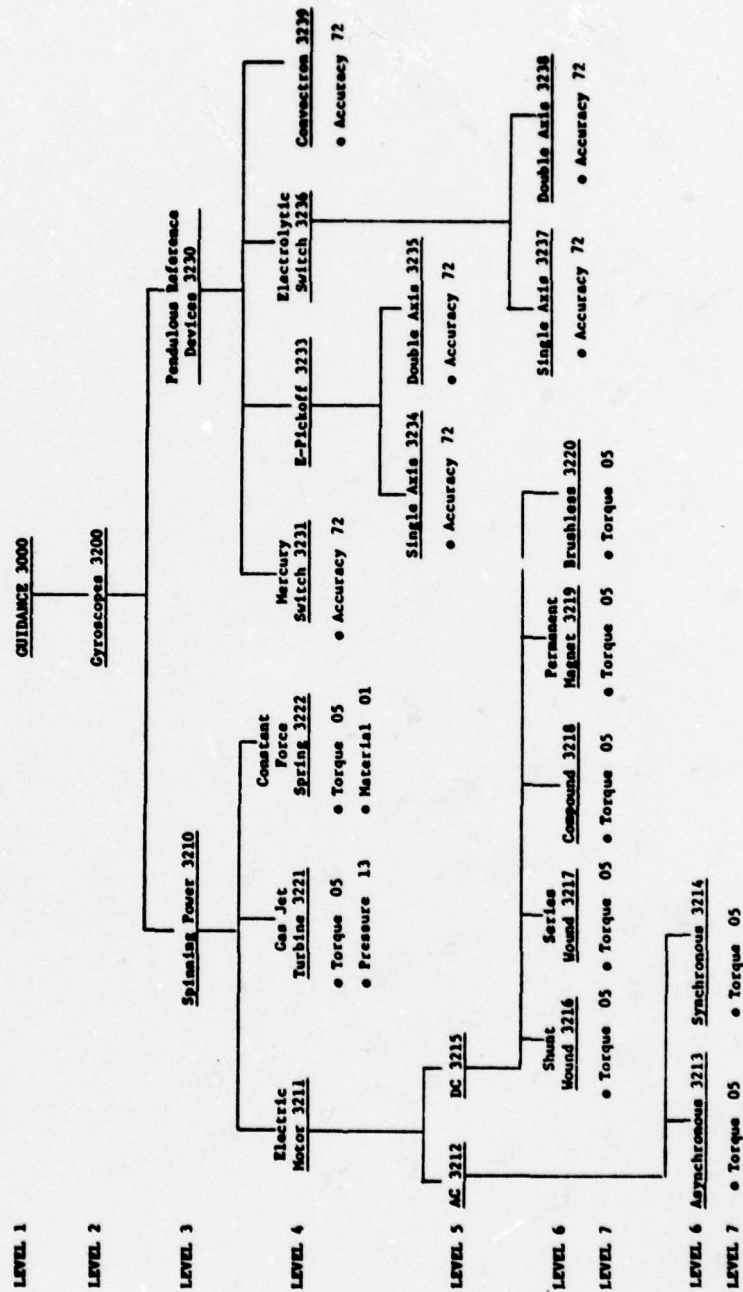 LEVEL 1
GUIDANCE 3000
LEVEL 2
Gyroscopes 3200
LEVEL 3
Spinning Power 3210
Pendulous Reference
Devices 3230
LEVEL 4
Electric
Motor 3211
Gas Jet
Turbine 3221
● Torque 05
● Pressure 13
Constant
Force
Spring 3222
● Torque 05
● Material 01
Mercury
Switch 3231
● Accuracy 72
E-Pickoff 3233
Electrolytic
Switch 3236
Convectron 3239
● Accuracy 72
Single Axis 3234
● Accuracy 72
Double Axis 3235
● Accuracy 72
LEVEL 5
AC 3212
DC 3215
LEVEL 6
Shunt
Wound 3216
Series
Wound 3217
Compound 3218
Permanent
Magnet 3219
Brushless 3220
Single Axis 3237
Double Axis 3238
LEVEL 7
● Torque 05
● Torque 05
● Torque 05
● Torque 05
● Torque 05
● Accuracy 72
● Accuracy 72
LEVEL 6
Asynchronous 3213
Synchronous 3214
LEVEL 7
● Torque 05
● Torque 05